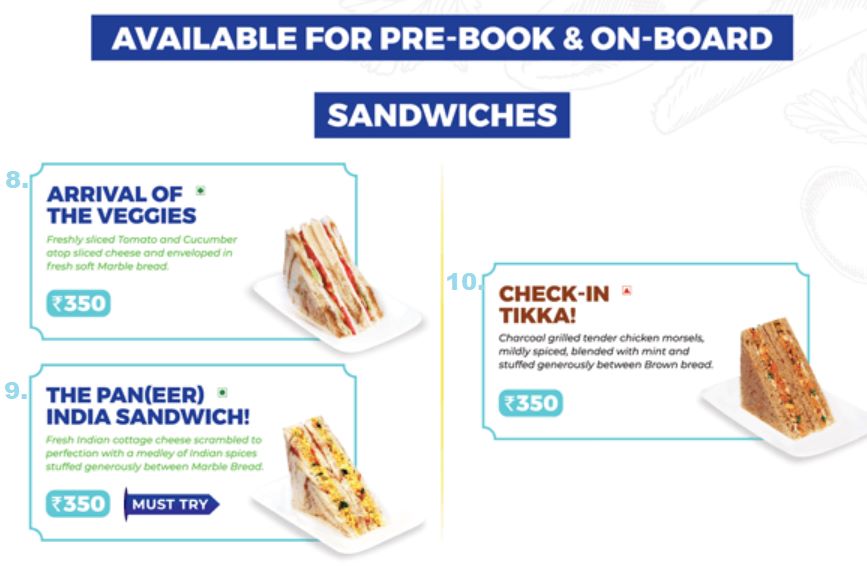 AVAILABLE FOR PRE-BOOK & ON-BOARD
SANDWICHES
8.
ARRIVAL OF
THE VEGGIES
Freshly sliced Tomato and Cucumber
atop sliced cheese and enveloped in
fresh soft Marble bread.
₹350
9.
THE PAN(EER)
INDIA SANDWICH!
Fresh Indian cottage cheese scrambled to
perfection with a medley of Indian spices
stuffed generously between Marble Bread.
₹350
MUST TRY
10.
CHECK-IN
TIKKA!
Charcoal grilled tender chicken morsels,
mildly spiced, blended with mint and
stuffed generously between Brown bread.
₹350